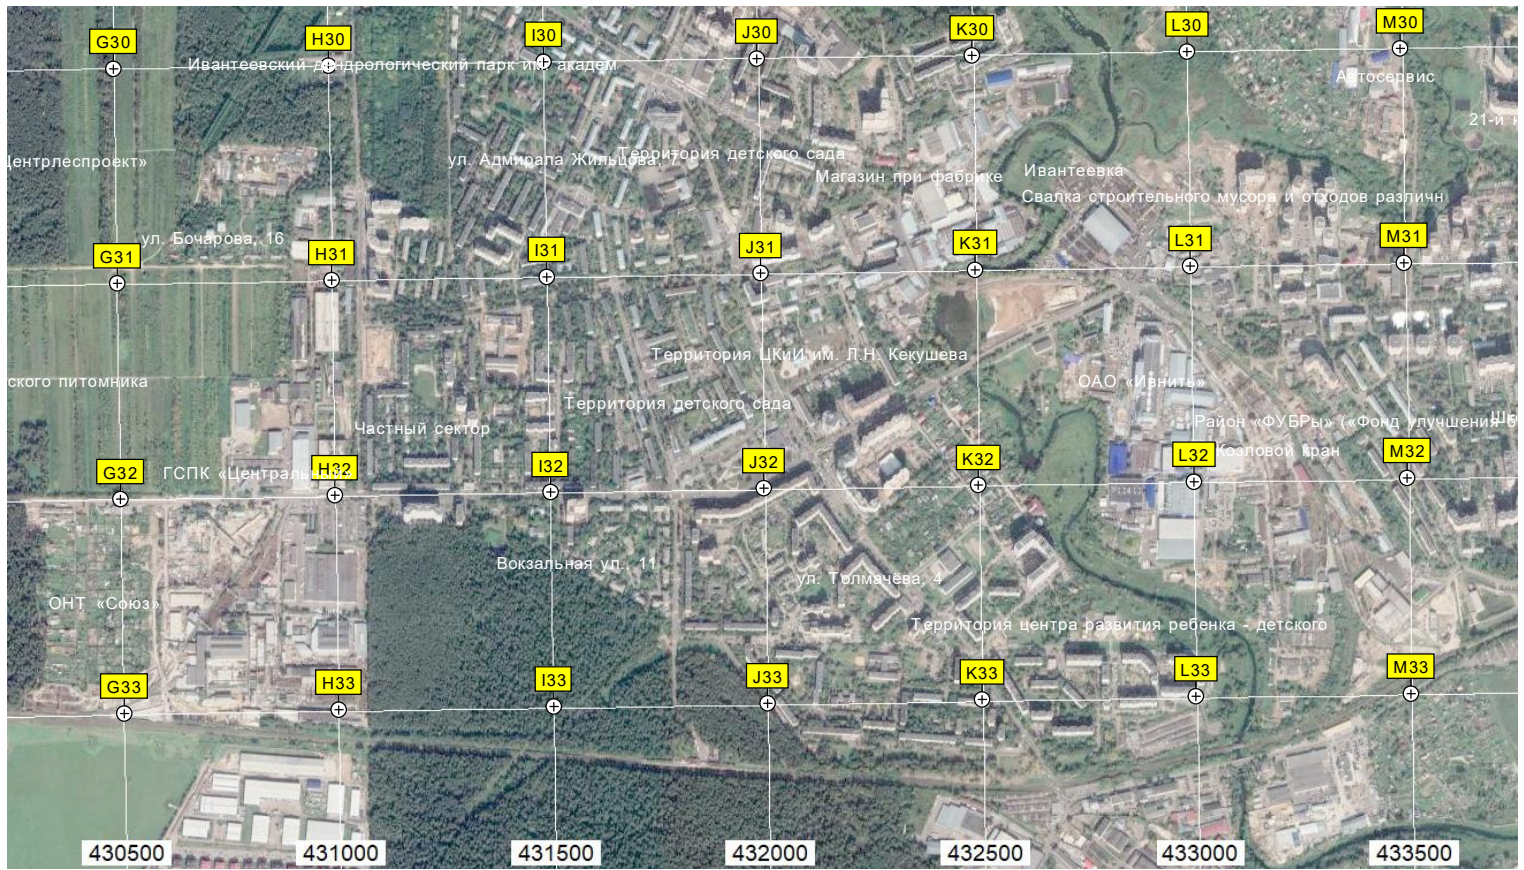 G30 H30 I30 J30 K30 L30 M30
Ивантеевский дендрологический парк им. академ
Автосервис
21-й
Центрлеспроект»
ул. Адмирала Жильцова, 7
Территория детского сада
Магазин при фабрике
Ивантеевка
Свалка строительного мусора и отходов различн
ул. Бочарова, 16
G31 H31 I31 J31 K31 L31 M31
Территория ЦКиИ им. Л.Н. Кекушева
ского питомника
ОАО «Ивнить»
Территория детского сада
Частный сектор
Район «ФУБРы» («Фонд улучшения
Козловой кран
ГСПК «Центральный»
G32 H32 I32 J32 K32 L32 M32
Вокзальная ул., 11
ул. Толмачёва, 4
ОНТ «Союз»
Территория центра развития ребенка - детского
G33 H33 I33 J33 K33 L33 M33
430500 431000 431500 432000 432500 433000 433500